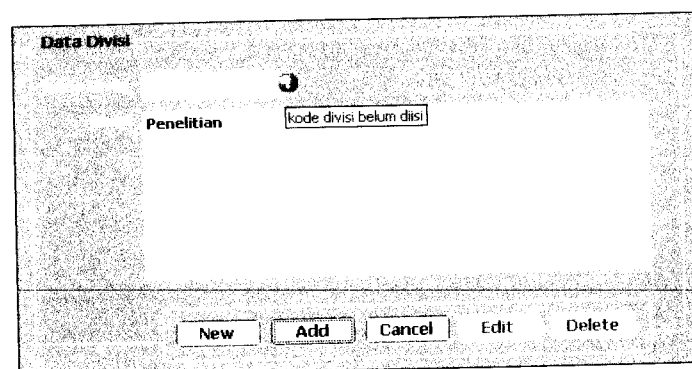 Data Divisi
Penelitian
kode divisi belum diisi
New Add Cancel Edit Delete